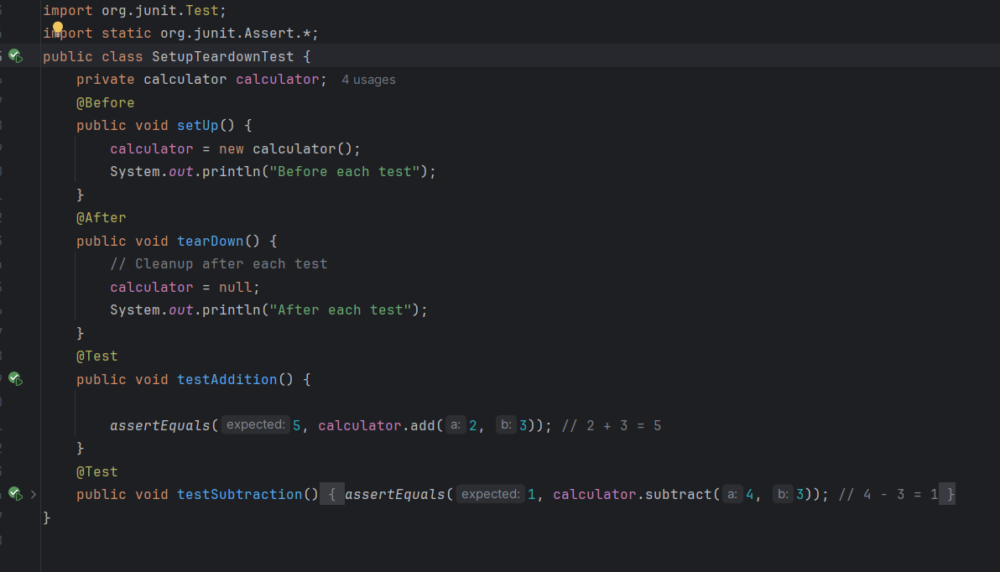 import org.junit.Test;
import static org.junit.Assert.*;
public class SetupTeardownTest {
    private calculator calculator;  4 usages
    @Before
    public void setUp() {
        calculator = new calculator();
        System.out.println("Before each test");
    }
    @After
    public void tearDown() {
        // Cleanup after each test
        calculator = null;
        System.out.println("After each test");
    }
    @Test
    public void testAddition() {

        assertEquals( expected: 5, calculator.add( a: 2, b: 3)); // 2 + 3 = 5
    }
    @Test
    public void testSubtraction() { assertEquals( expected: 1, calculator.subtract( a: 4, b: 3)); // 4 - 3 = 1 }
}